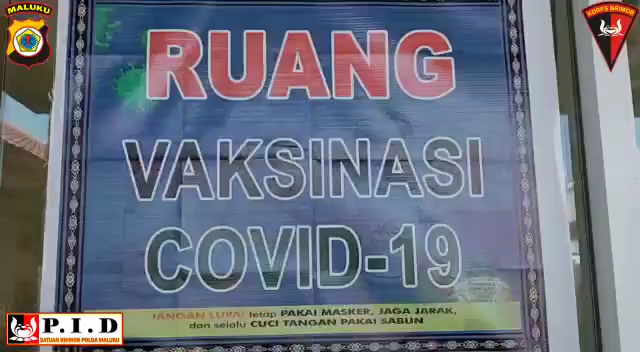 MALUKU
KORPS BRIMOB
RUANG
VAKSINASI
COVID-19
JANGAN LUPA! tetap PAKAI MASKER, JAGA JARAK,
dan selalu CUCI TANGAN PAKAI SABUN
P.I.D
SATUAN BRIMOB POLDA MALUKU